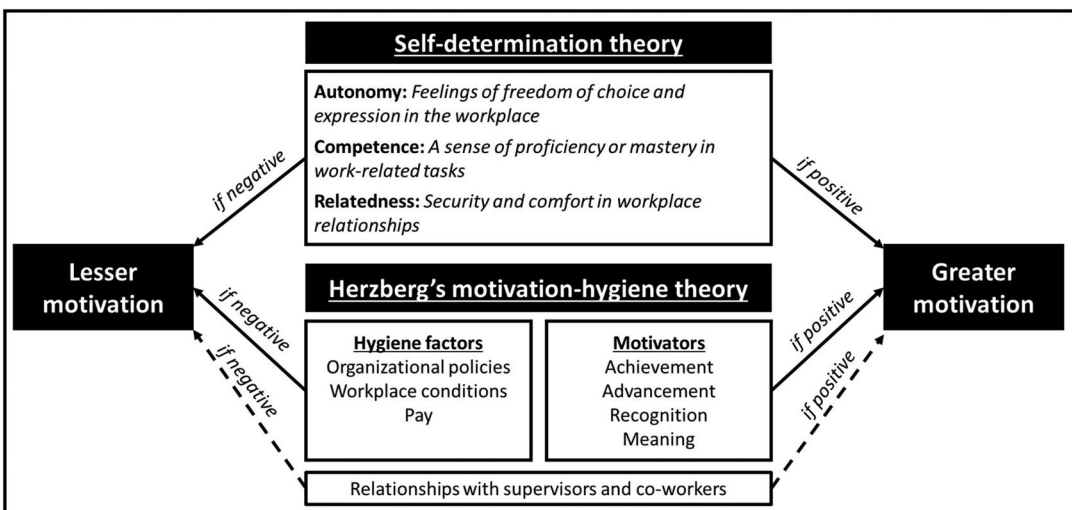 Self-determination theory
Autonomy: Feelings of freedom of choice and
expression in the workplace
Competence: A sense of proficiency or mastery in
work-related tasks
Relatedness: Security and comfort in workplace
relationships
if negative
if positive
Lesser
motivation
Greater
motivation
Herzberg's motivation-hygiene theory
if negative
if positive
Hygiene factors
Organizational policies
Workplace conditions
Pay
Motivators
Achievement
Advancement
Recognition
Meaning
if negative
if positive
Relationships with supervisors and co-workers